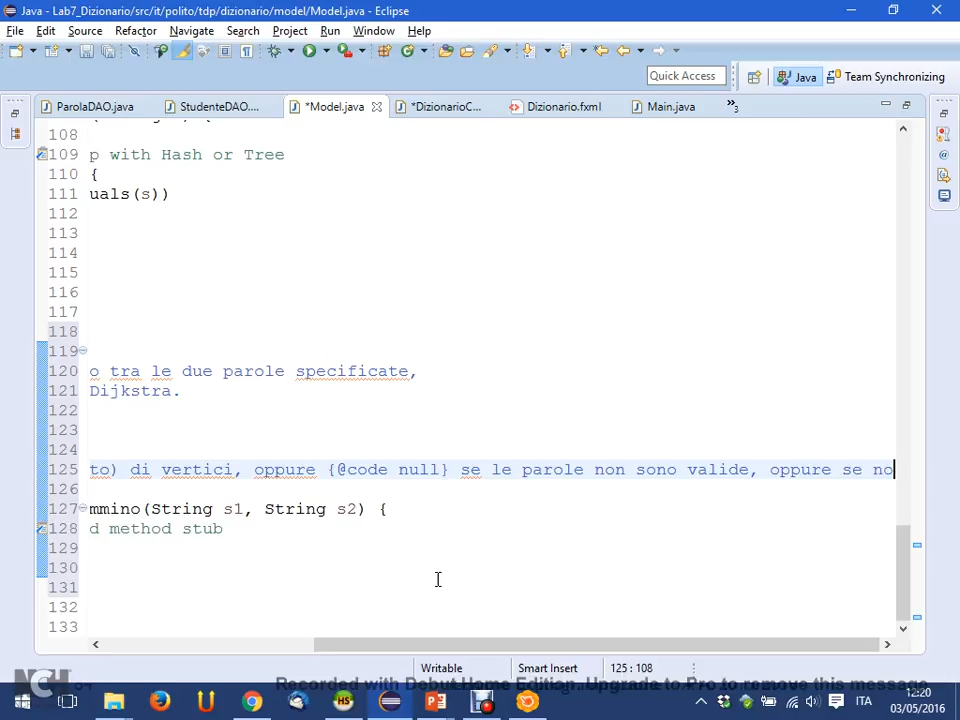 Java - Lab7_Dizionario/src/it/polito/tdp/dizionario/model/Model.java - Eclipse
File Edit Source Refactor Navigate Search Project Run Window Help
Quick Access Java Team Synchronizing
ParolaDAO.java StudenteDAO.... *Model.java *DizionarioC... Dizionario.fxml Main.java »3
108
109 p with Hash or Tree
110 {
111 uals(s))
112
113
114
115
116
117
118
119
120 o tra le due parole specificate,
121 Dijkstra.
122
123
124
125 to) di vertici, oppure {@code null} se le parole non sono valide, oppure se no
126
127 mmino(String s1, String s2) {
128 d method stub
129
130
131
132
133
Writable Smart Insert 125 : 108
Recorded with Debut Home Edition. Upgrade to Pro to remove this message
NCH
ITA
12:20
03/05/2016